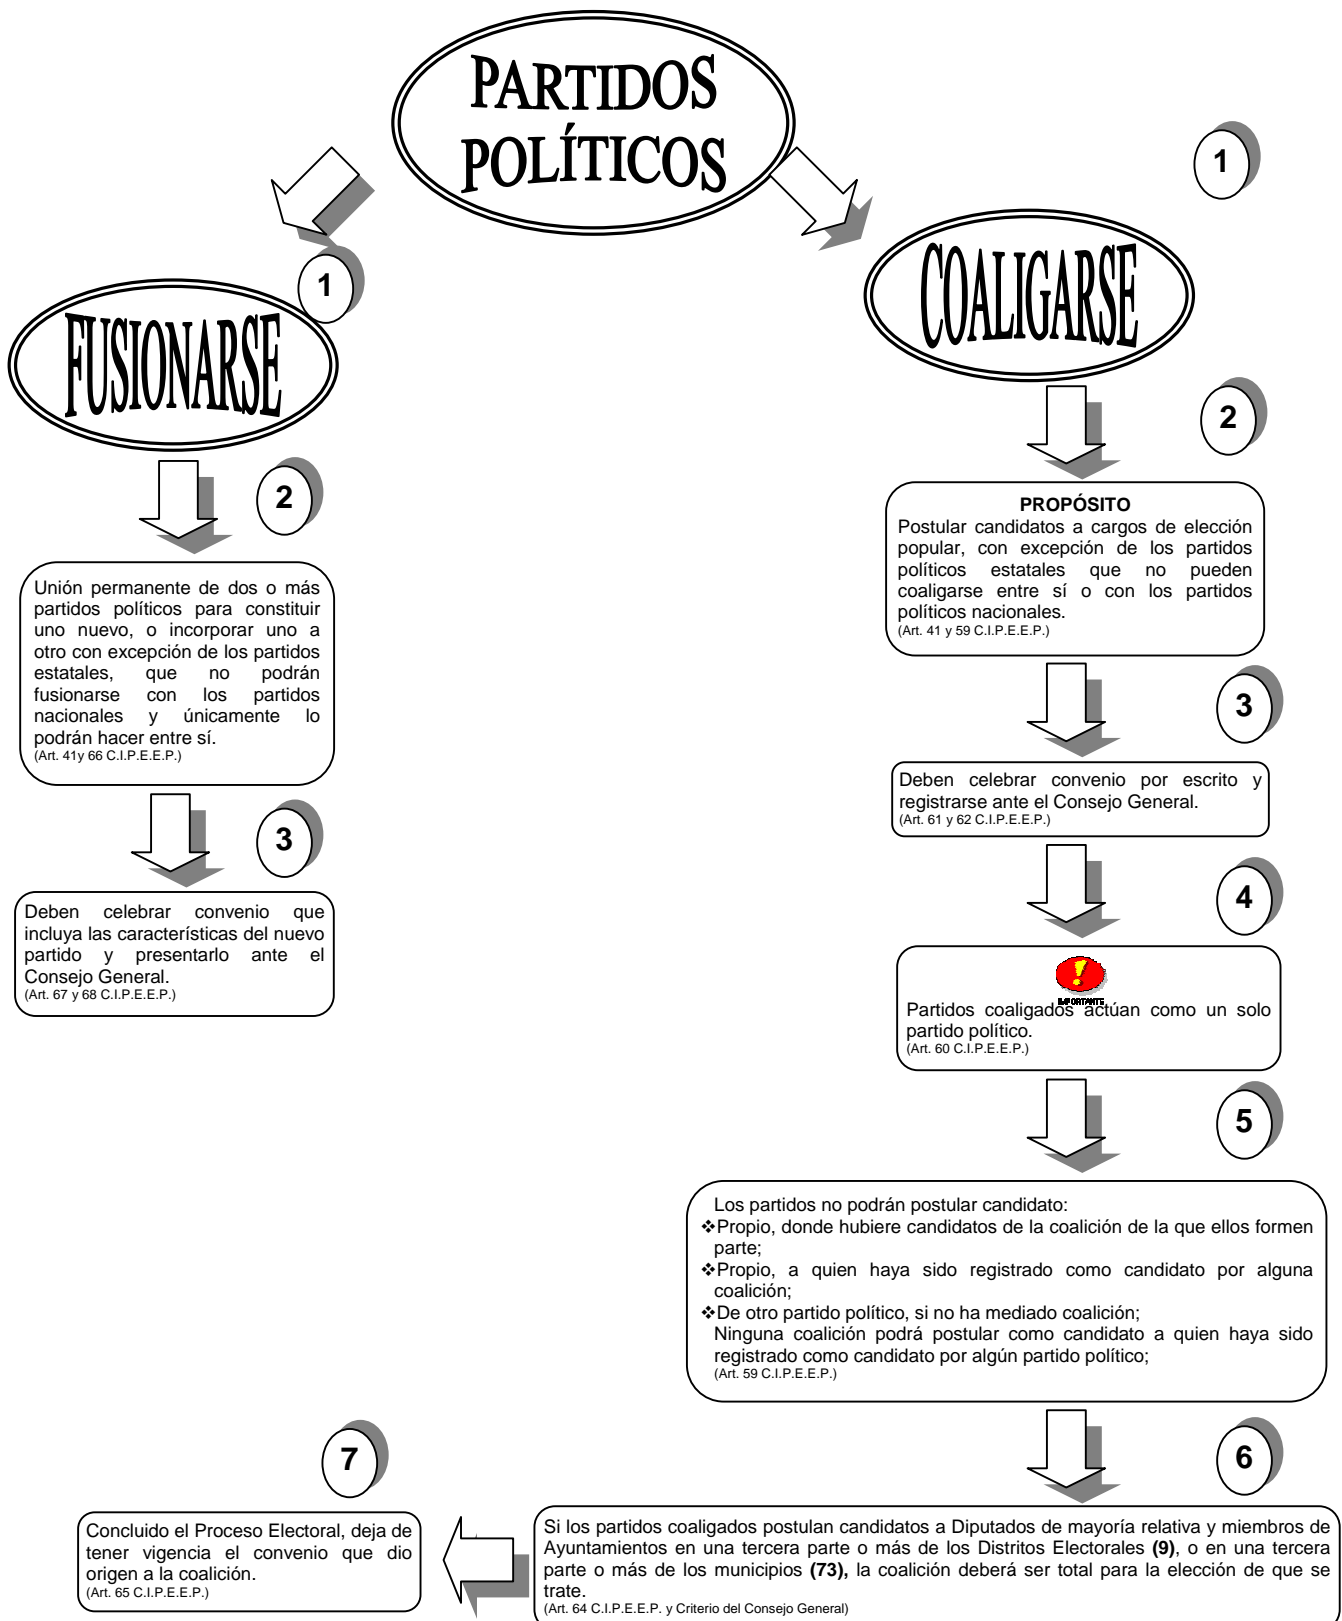 PARTIDOS
POLÍTICOS
1
FUSIONARSE
2
Unión permanente de dos o más
partidos políticos para constituir
uno nuevo, o incorporar uno a
otro con excepción de los partidos
estatales, que no podrán
fusionarse con los partidos
nacionales y únicamente lo
podrán hacer entre sí.
(Art. 41y 66 C.I.P.E.E.P.)
3
Deben celebrar convenio que
incluya las características del nuevo
partido y presentarlo ante el
Consejo General.
(Art. 67 y 68 C.I.P.E.E.P.)
1
COALIGARSE
2
PROPÓSITO
Postular candidatos a cargos de elección
popular, con excepción de los partidos
políticos estatales que no pueden
coaligarse entre sí o con los partidos
políticos nacionales.
(Art. 41 y 59 C.I.P.E.E.P.)
3
Deben celebrar convenio por escrito y
registrarse ante el Consejo General.
(Art. 61 y 62 C.I.P.E.E.P.)
4
!
IMPORTANTE
Partidos coaligados actúan como un solo
partido político.
(Art. 60 C.I.P.E.E.P.)
5
Los partidos no podrán postular candidato:
❖Propio, donde hubiere candidatos de la coalición de la que ellos formen
parte;
❖Propio, a quien haya sido registrado como candidato por alguna
coalición;
❖De otro partido político, si no ha mediado coalición;
Ninguna coalición podrá postular como candidato a quien haya sido
registrado como candidato por algún partido político;
(Art. 59 C.I.P.E.E.P.)
6
Si los partidos coaligados postulan candidatos a Diputados de mayoría relativa y miembros de
Ayuntamientos en una tercera parte o más de los Distritos Electorales (9), o en una tercera
parte o más de los municipios (73), la coalición deberá ser total para la elección de que se
trate.
(Art. 64 C.I.P.E.E.P. y Criterio del Consejo General)
7
Concluido el Proceso Electoral, deja de
tener vigencia el convenio que dio
origen a la coalición.
(Art. 65 C.I.P.E.E.P.)